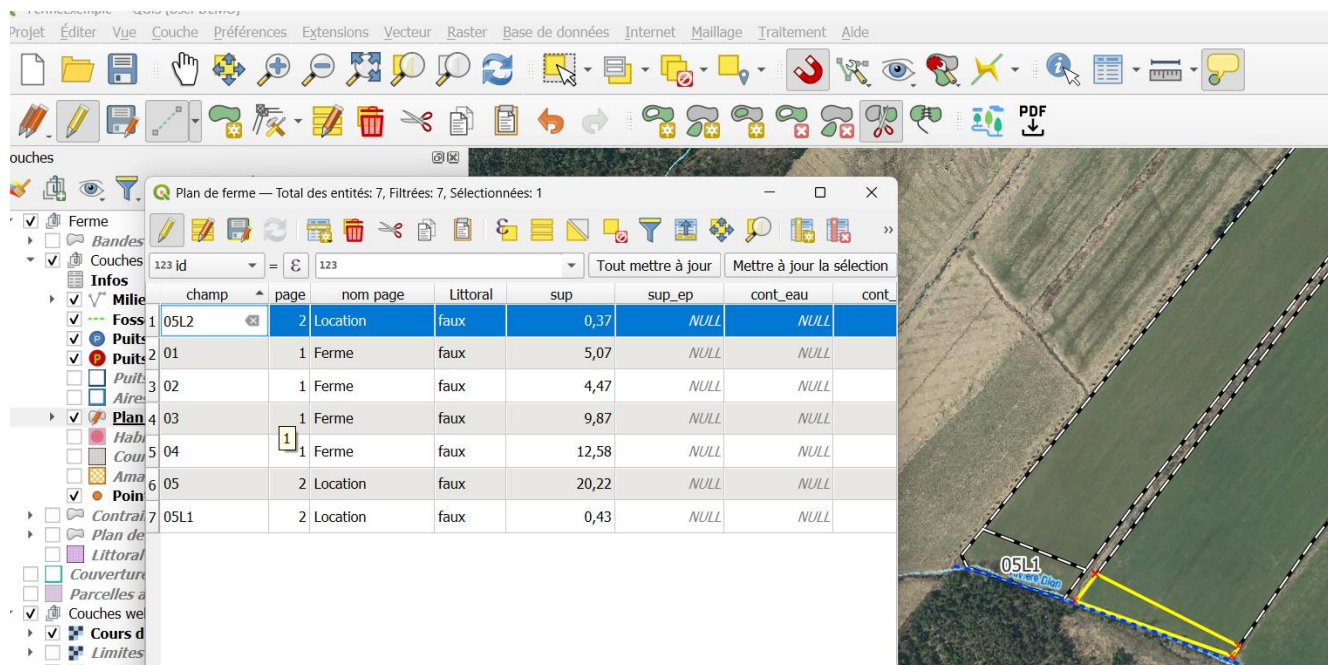 Projet Éditer Vue Couche Préférences Extensions Vecteur Raster Base de données Internet Maillage Traitement Aide
PDF
ouches
Plan de ferme — Total des entités: 7, Filtrées: 7, Sélectionnées: 1
Ferme
Bandes
Couches
Infos
Milie
Foss
Puits
Puits
Puits
Aires
Plan
Habi
Cour
Ama
Poin
Contrai
Plan de
Littoral
Couverture
Parcelles a
Couches we
Cours d
Limites
123 id = ε 123 Tout mettre à jour Mettre à jour la sélection
champ page nom page Littoral sup sup_ep cont_eau cont_
1 05L2 2 Location faux 0,37 NULL NULL
2 01 1 Ferme faux 5,07 NULL NULL
3 02 1 Ferme faux 4,47 NULL NULL
4 03 1 Ferme faux 9,87 NULL NULL
1
5 04 1 Ferme faux 12,58 NULL NULL
6 05 2 Location faux 20,22 NULL NULL
7 05L1 2 Location faux 0,43 NULL NULL
05L1